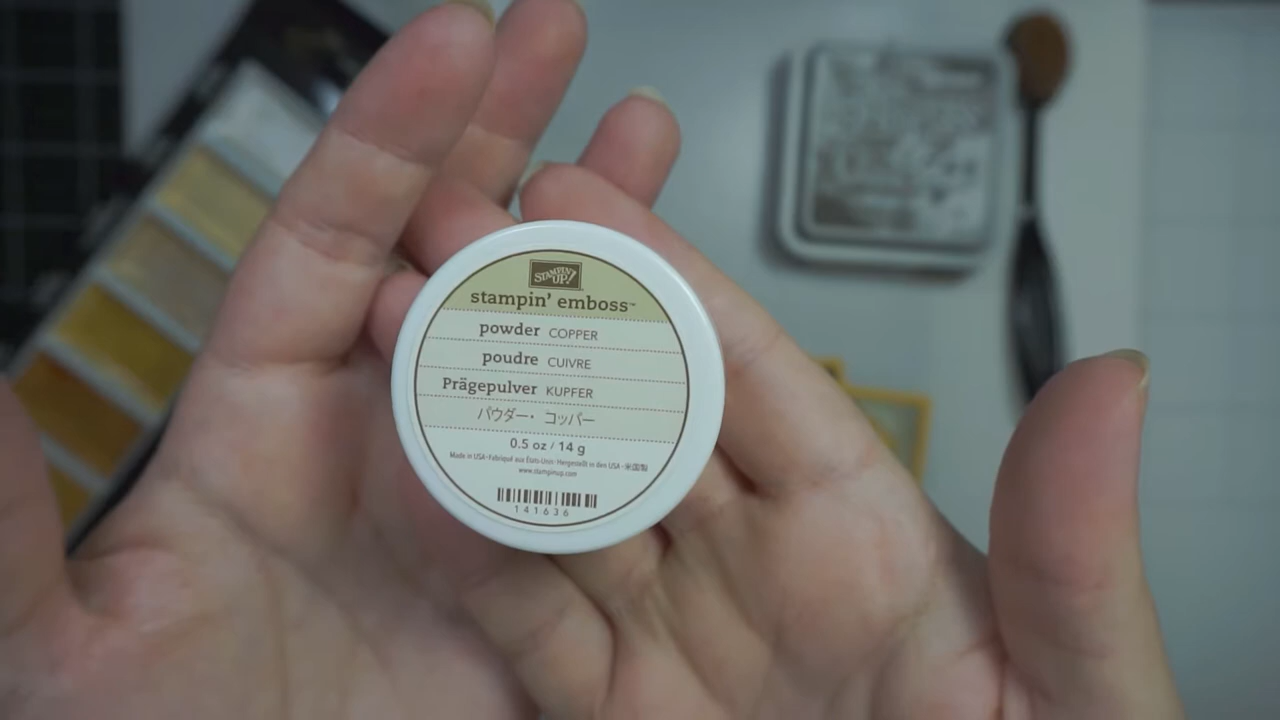 STAMPIN' UP!
stampin' emboss™
powder COPPER
poudre CUIVRE
Prägepulver KUPFER
パウダー・ コッパー
0.5 oz / 14 g
Made in USA · Fabriqué aux États-Unis · Hergestellt in den USA · 米国製
www.stampinup.com
141636